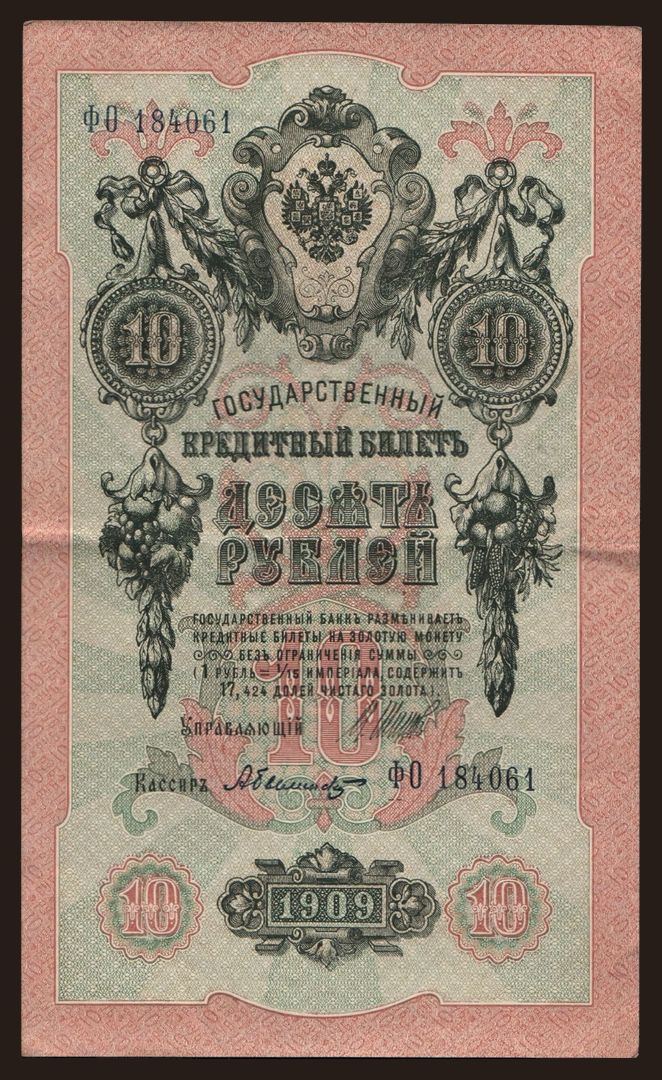 ФО 184061
10
10
ГОСУДАРСТВЕННЫЙ
КРЕДИТНЫЙ БИЛЕТЪ
ДЕСЯТЬ
РУБЛЕЙ
ГОСУДАРСТВЕННЫЙ БАНКЪ РАЗМѢНИВАЕТЪ
КРЕДИТНЫЕ БИЛЕТЫ НА ЗОЛОТУЮ МОНЕТУ
БЕЗЪ ОГРАНИЧЕНІЯ СУММЫ
(1 РУБЛЬ = 1/15 ИМПЕРІАЛА, СОДЕРЖИТЪ
17,424 ДОЛЕЙ ЧИСТАГО ЗОЛОТА).
10
УПРАВЛЯЮЩІЙ
КАССИРЪ
ФО 184061
10
1909
10